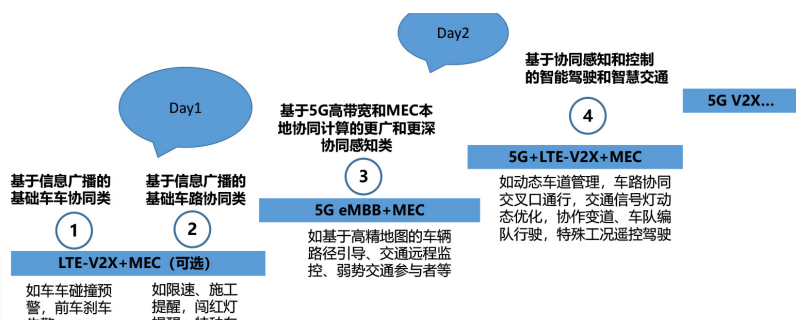 Day1
Day2
基于信息广播的
基础车车协同类
1
基于信息广播的
基础车路协同类
2
LTE-V2X+MEC（可选）
如车车碰撞预
警，前车刹车
如限速、施工
提醒，闯红灯
基于5G高带宽和MEC本
地协同计算的更广和更深
协同感知类
3
5G eMBB+MEC
如基于高精地图的车辆
路径引导、交通远程监
控、弱势交通参与者等
基于协同感知和控制
的智能驾驶和智慧交通
4
5G+LTE-V2X+MEC
如动态车道管理，车路协同
交叉口通行，交通信号灯动
态优化，协作变道、车队编
队行驶，特殊工况遥控驾驶
5G V2X...